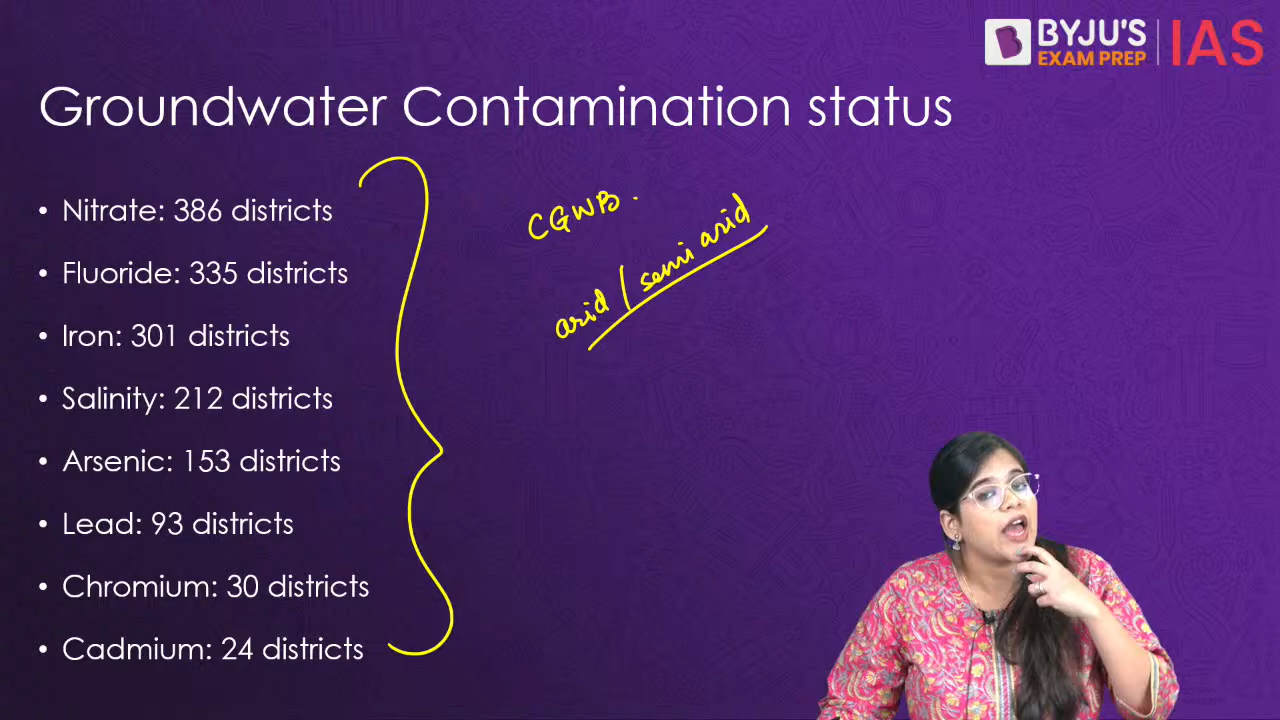 BYJU'S
EXAM PREP
IAS
Groundwater Contamination status
• Nitrate: 386 districts
• Fluoride: 335 districts
• Iron: 301 districts
• Salinity: 212 districts
• Arsenic: 153 districts
• Lead: 93 districts
• Chromium: 30 districts
• Cadmium: 24 districts
CGWB.
arid / semi arid